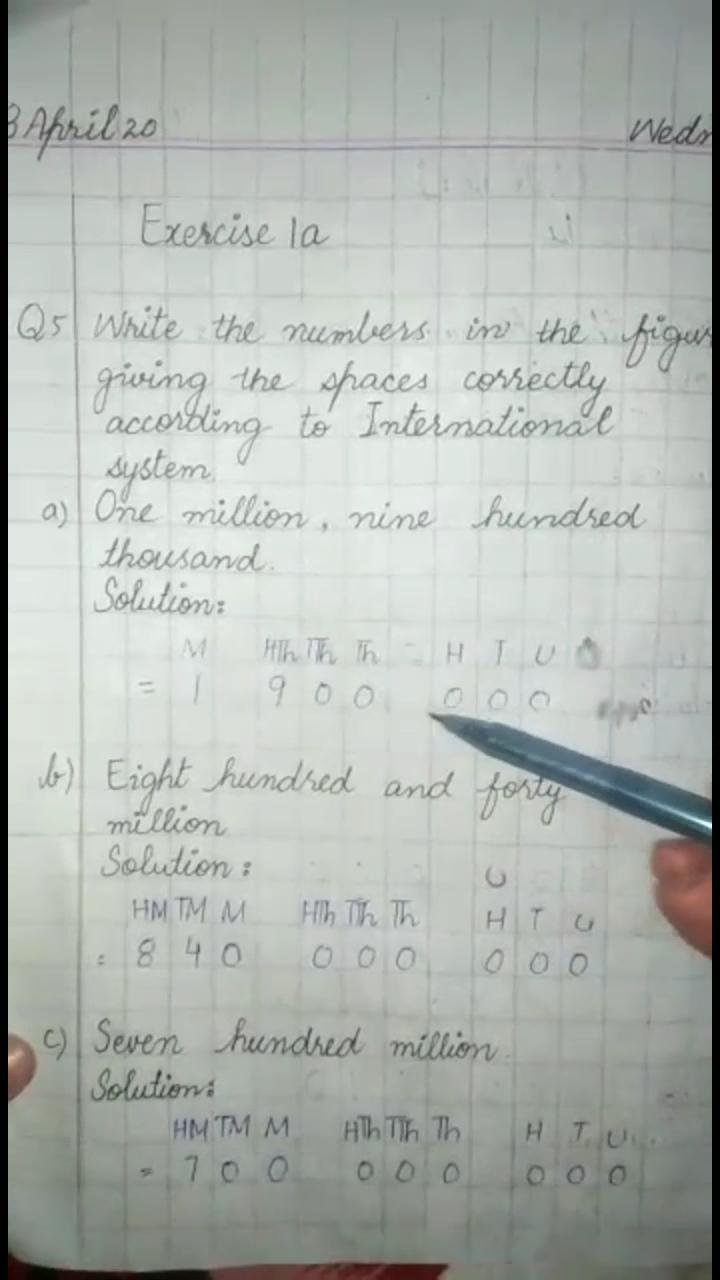 3 April 20
Exercise 1a
Q5 Write the numbers in the
giving the spaces correctly
according to International
system.
a) One million, nine hundred
thousand.
Solution:
M HTh TTh Th H T U
= 1 9 0 0 0 0 0
b) Eight hundred and forty
million
Solution:
U
HM TM M HTh TTh Th H T U
= 8 4 0 0 0 0 0 0 0
c) Seven hundred million
Solution:
HM TM M HTh TTh Th H T U
= 7 0 0 0 0 0 0 0 0